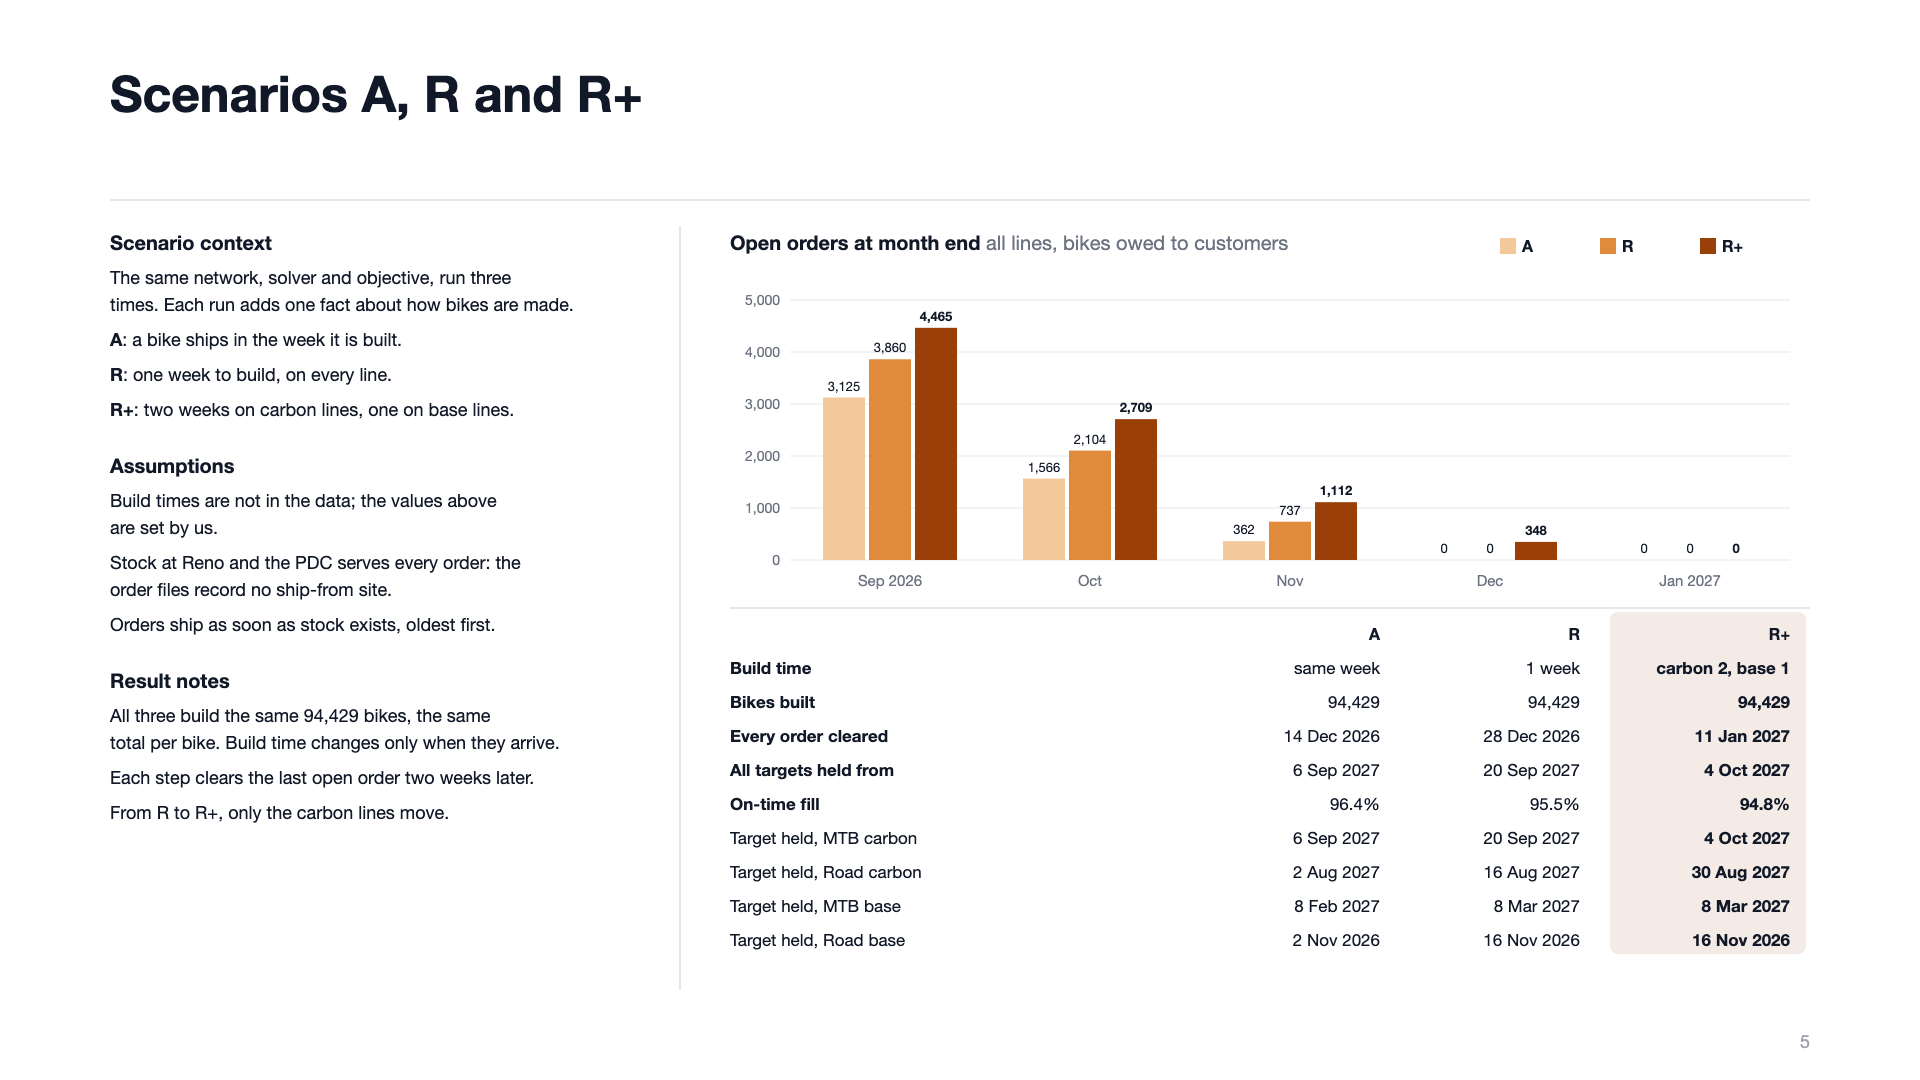 Scenarios A, R and R+
Scenario context
The same network, solver and objective, run three
times. Each run adds one fact about how bikes are made.
A: a bike ships in the week it is built.
R: one week to build, on every line.
R+: two weeks on carbon lines, one on base lines.
Assumptions
Build times are not in the data; the values above
are set by us.
Stock at Reno and the PDC serves every order: the
order files record no ship-from site.
Orders ship as soon as stock exists, oldest first.
Result notes
All three build the same 94,429 bikes, the same
total per bike. Build time changes only when they arrive.
Each step clears the last open order two weeks later.
From R to R+, only the carbon lines move.
Open orders at month end all lines, bikes owed to customers
A R R+
5,000
4,000
3,000
2,000
1,000
0
3,125 3,860 4,465
1,566 2,104 2,709
362 737 1,112
0 0 348
0 0 0
Sep 2026 Oct Nov Dec Jan 2027
A R R+
Build time same week 1 week carbon 2, base 1
Bikes built 94,429 94,429 94,429
Every order cleared 14 Dec 2026 28 Dec 2026 11 Jan 2027
All targets held from 6 Sep 2027 20 Sep 2027 4 Oct 2027
On-time fill 96.4% 95.5% 94.8%
Target held, MTB carbon 6 Sep 2027 20 Sep 2027 4 Oct 2027
Target held, Road carbon 2 Aug 2027 16 Aug 2027 30 Aug 2027
Target held, MTB base 8 Feb 2027 8 Mar 2027 8 Mar 2027
Target held, Road base 2 Nov 2026 16 Nov 2026 16 Nov 2026
5